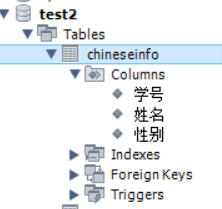 test2
Tables
chineseinfo
Columns
学号
姓名
性别
Indexes
Foreign Keys
Triggers